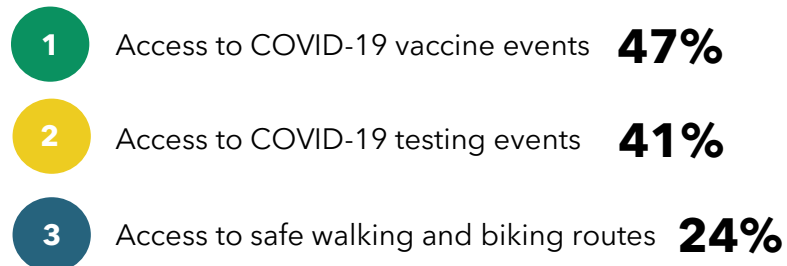 1 Access to COVID-19 vaccine events 47%
2 Access to COVID-19 testing events 41%
3 Access to safe walking and biking routes 24%